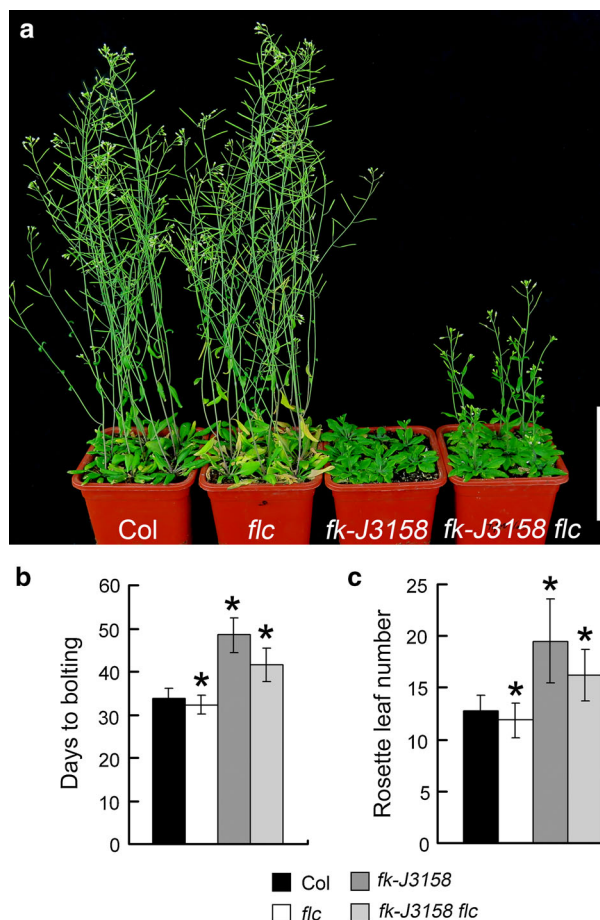 a
Col flc fk-J3158 fk-J3158 flc
b
Days to bolting
60
50
40
30
20
10
0
*
*
*
c
Rosette leaf number
25
20
15
10
5
0
*
*
*
Col fk-J3158
flc fk-J3158 flc